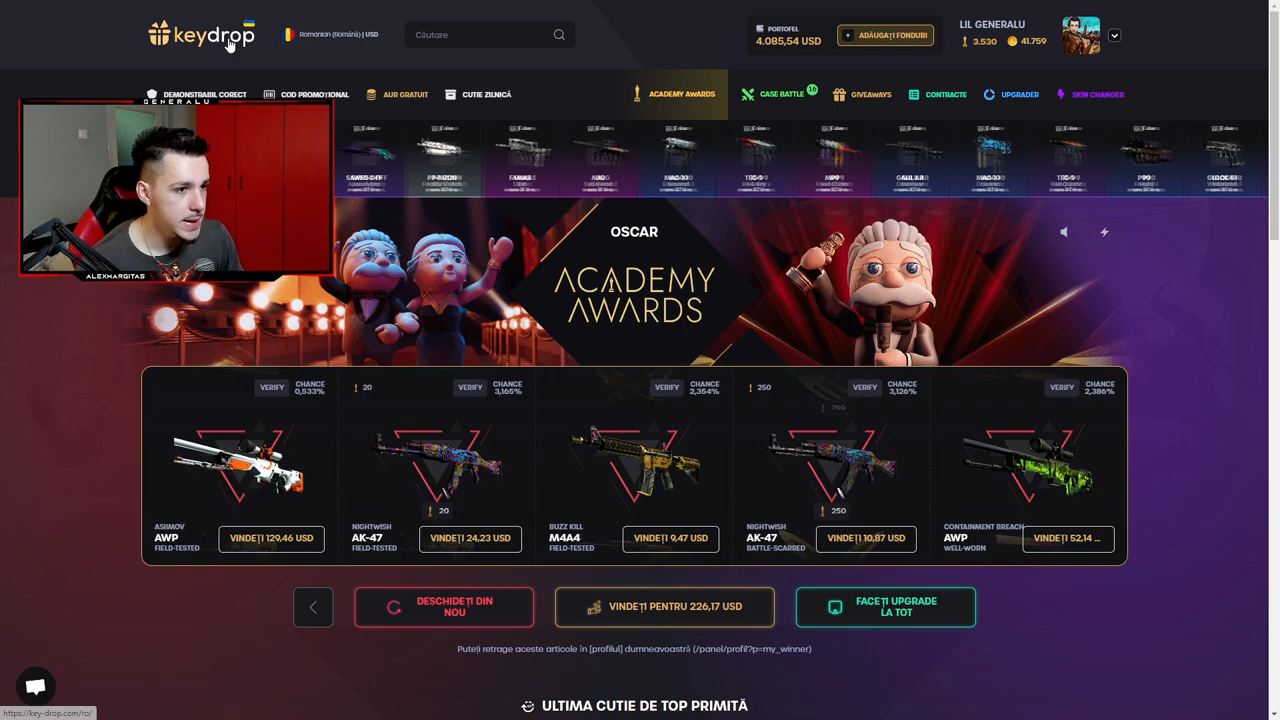 keydrop
Romanian (Română) | USD
Căutare
PORTOFEL
4.085,54 USD
ADĂUGAȚI FONDURI
LIL GENERALU
3.530
41.759
DEMONSTRABIL CORECT
COD PROMOȚIONAL
AUR GRATUIT
CUTIE ZILNICĂ
ACADEMY AWARDS
CASE BATTLE
16
GIVEAWAYS
CONTRACTE
UPGRADER
SKIN CHANGER
GENERALU
ALEXMARGITAS
OSCAR
ACADEMY
AWARDS
VERIFY
CHANCE
0,533%
ASIIMOV
AWP
FIELD-TESTED
VINDEȚI 129,46 USD
20
VERIFY
CHANCE
3,165%
20
NIGHTWISH
AK-47
FIELD-TESTED
VINDEȚI 24,23 USD
VERIFY
CHANCE
2,354%
BUZZ KILL
M4A4
FIELD-TESTED
VINDEȚI 9,47 USD
250
VERIFY
CHANCE
3,126%
750
250
NIGHTWISH
AK-47
BATTLE-SCARRED
VINDEȚI 10,87 USD
VERIFY
CHANCE
2,386%
CONTAINMENT BREACH
AWP
WELL-WORN
VINDEȚI 52,14 ...
DESCHIDEȚI DIN
NOU
VINDEȚI PENTRU 226,17 USD
FACEȚI UPGRADE
LA TOT
Puteți retrage aceste articole în [profilul] dumneavoastră (/panel/profil?p=my_winner)
ULTIMA CUTIE DE TOP PRIMITĂ
https://key-drop.com/ro/